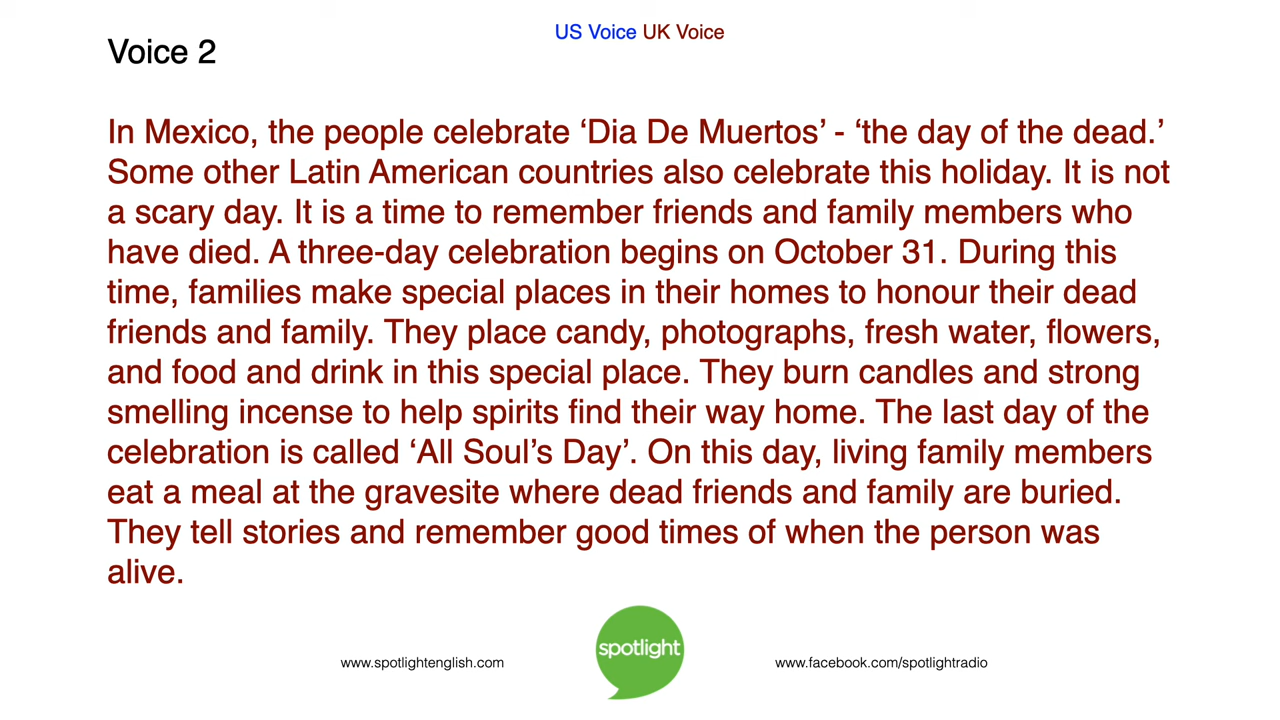 US Voice UK Voice
Voice 2
In Mexico, the people celebrate ‘Dia De Muertos’ - ‘the day of the dead.’
Some other Latin American countries also celebrate this holiday. It is not
a scary day. It is a time to remember friends and family members who
have died. A three-day celebration begins on October 31. During this
time, families make special places in their homes to honour their dead
friends and family. They place candy, photographs, fresh water, flowers,
and food and drink in this special place. They burn candles and strong
smelling incense to help spirits find their way home. The last day of the
celebration is called ‘All Soul’s Day’. On this day, living family members
eat a meal at the gravesite where dead friends and family are buried.
They tell stories and remember good times of when the person was
alive.
www.spotlightenglish.com
spotlight
www.facebook.com/spotlightradio